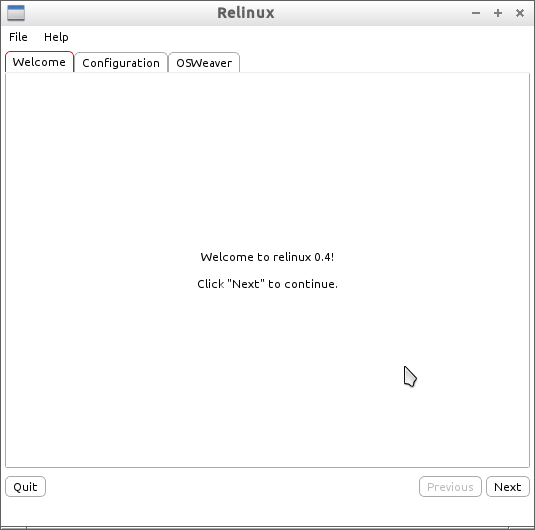 Relinux
File Help
Welcome Configuration OSWeaver
Welcome to relinux 0.4!
Click "Next" to continue.
Quit Previous Next